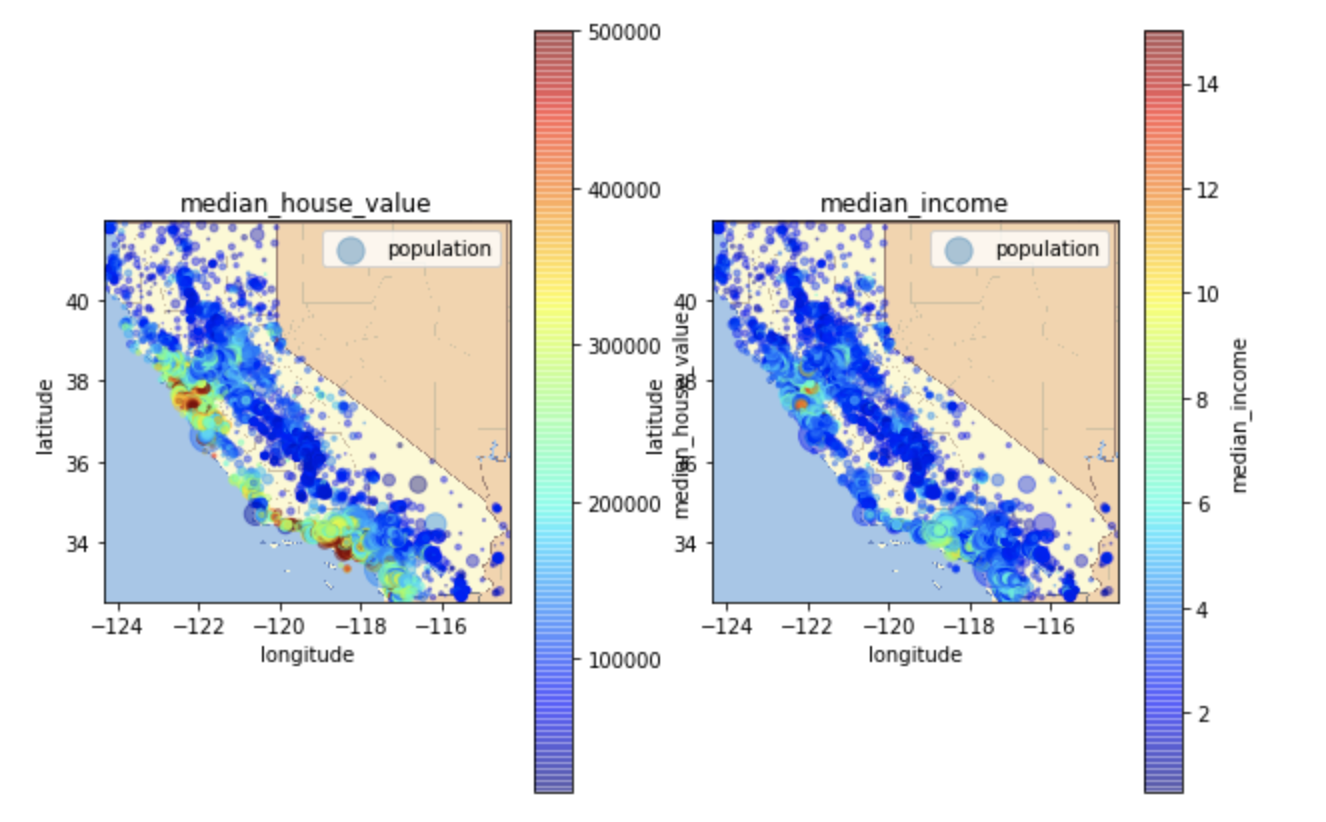 median_house_value
population
40
38
36
34
latitude
−124 −122 −120 −118 −116
longitude
500000
400000
300000
200000
100000
median_house_value
median_income
population
40
38
36
34
latitude
−124 −122 −120 −118 −116
longitude
14
12
10
8
6
4
2
median_income